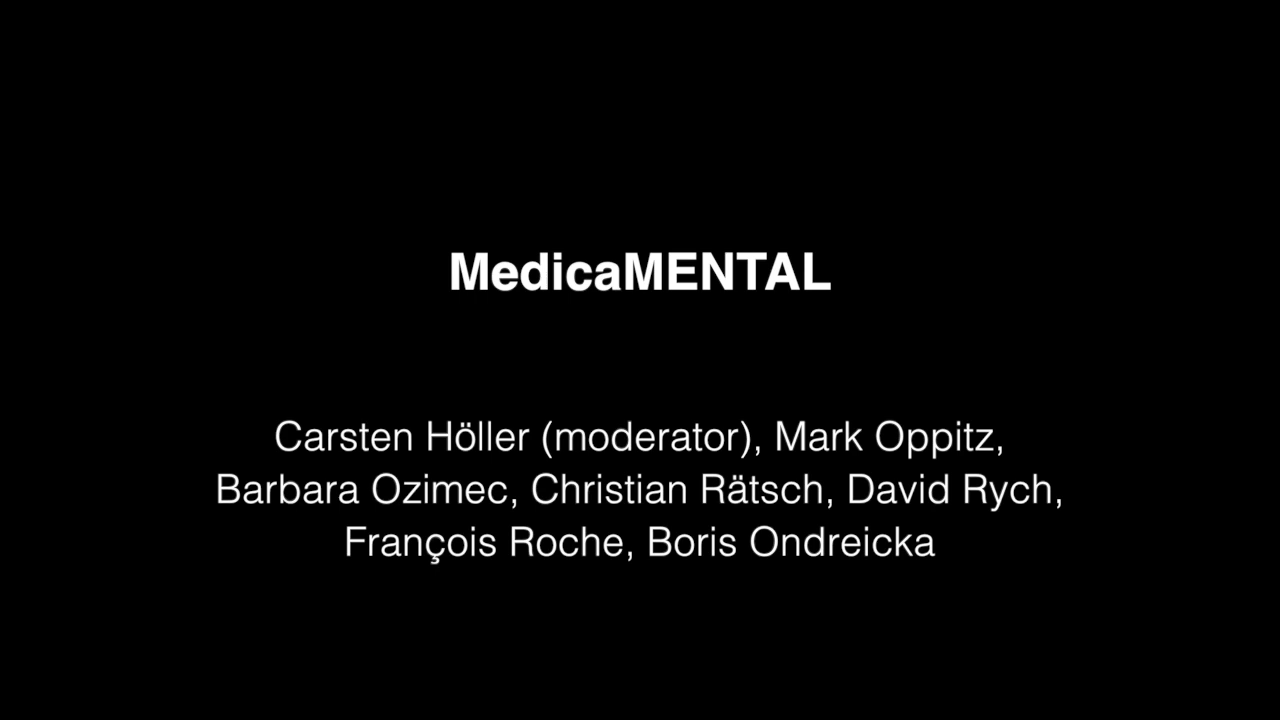 MedicaMENTAL
Carsten Höller (moderator), Mark Oppitz,
Barbara Ozimec, Christian Rätsch, David Rych,
François Roche, Boris Ondreicka